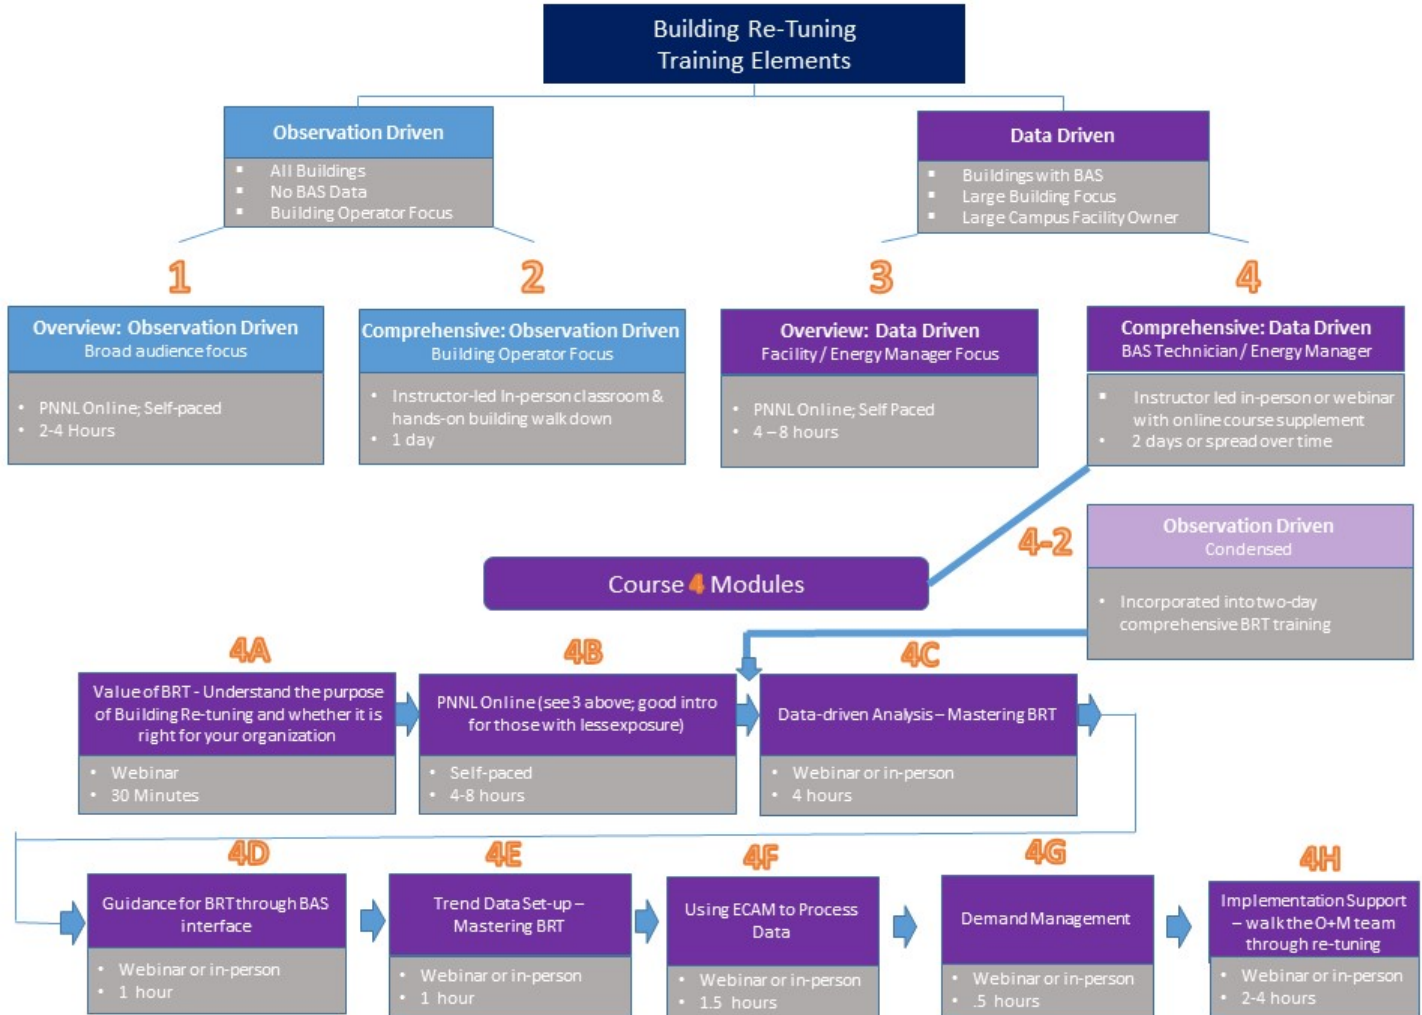 Building Re-Tuning
Training Elements
Observation Driven
▪ All Buildings
▪ No BAS Data
▪ Building Operator Focus
Data Driven
▪ Buildings with BAS
▪ Large Building Focus
▪ Large Campus Facility Owner
1
2
3
4
Overview: Observation Driven
Broad audience focus
• PNNL Online; Self-paced
• 2-4 Hours
Comprehensive: Observation Driven
Building Operator Focus
• Instructor-led In-person classroom &
hands-on building walk down
• 1 day
Overview: Data Driven
Facility / Energy Manager Focus
• PNNL Online; Self Paced
• 4 – 8 hours
Comprehensive: Data Driven
BAS Technician / Energy Manager
▪ Instructor led in-person or webinar
with online course supplement
• 2 days or spread over time
4-2
Observation Driven
Condensed
• Incorporated into two-day
comprehensive BRT training
Course 4 Modules
4A
Value of BRT - Understand the purpose
of Building Re-tuning and whether it is
right for your organization
• Webinar
• 30 Minutes
4B
PNNL Online (see 3 above; good intro
for those with less exposure)
• Self-paced
• 4-8 hours
4C
Data-driven Analysis – Mastering BRT
• Webinar or in-person
• 4 hours
4D
Guidance for BRT through BAS
interface
• Webinar or in-person
• 1 hour
4E
Trend Data Set-up –
Mastering BRT
• Webinar or in-person
• 1 hour
4F
Using ECAM to Process
Data
• Webinar or in-person
• 1.5 hours
4G
Demand Management
• Webinar or in-person
• .5 hours
4H
Implementation Support
– walk the O+M team
through re-tuning
• Webinar or in-person
• 2-4 hours